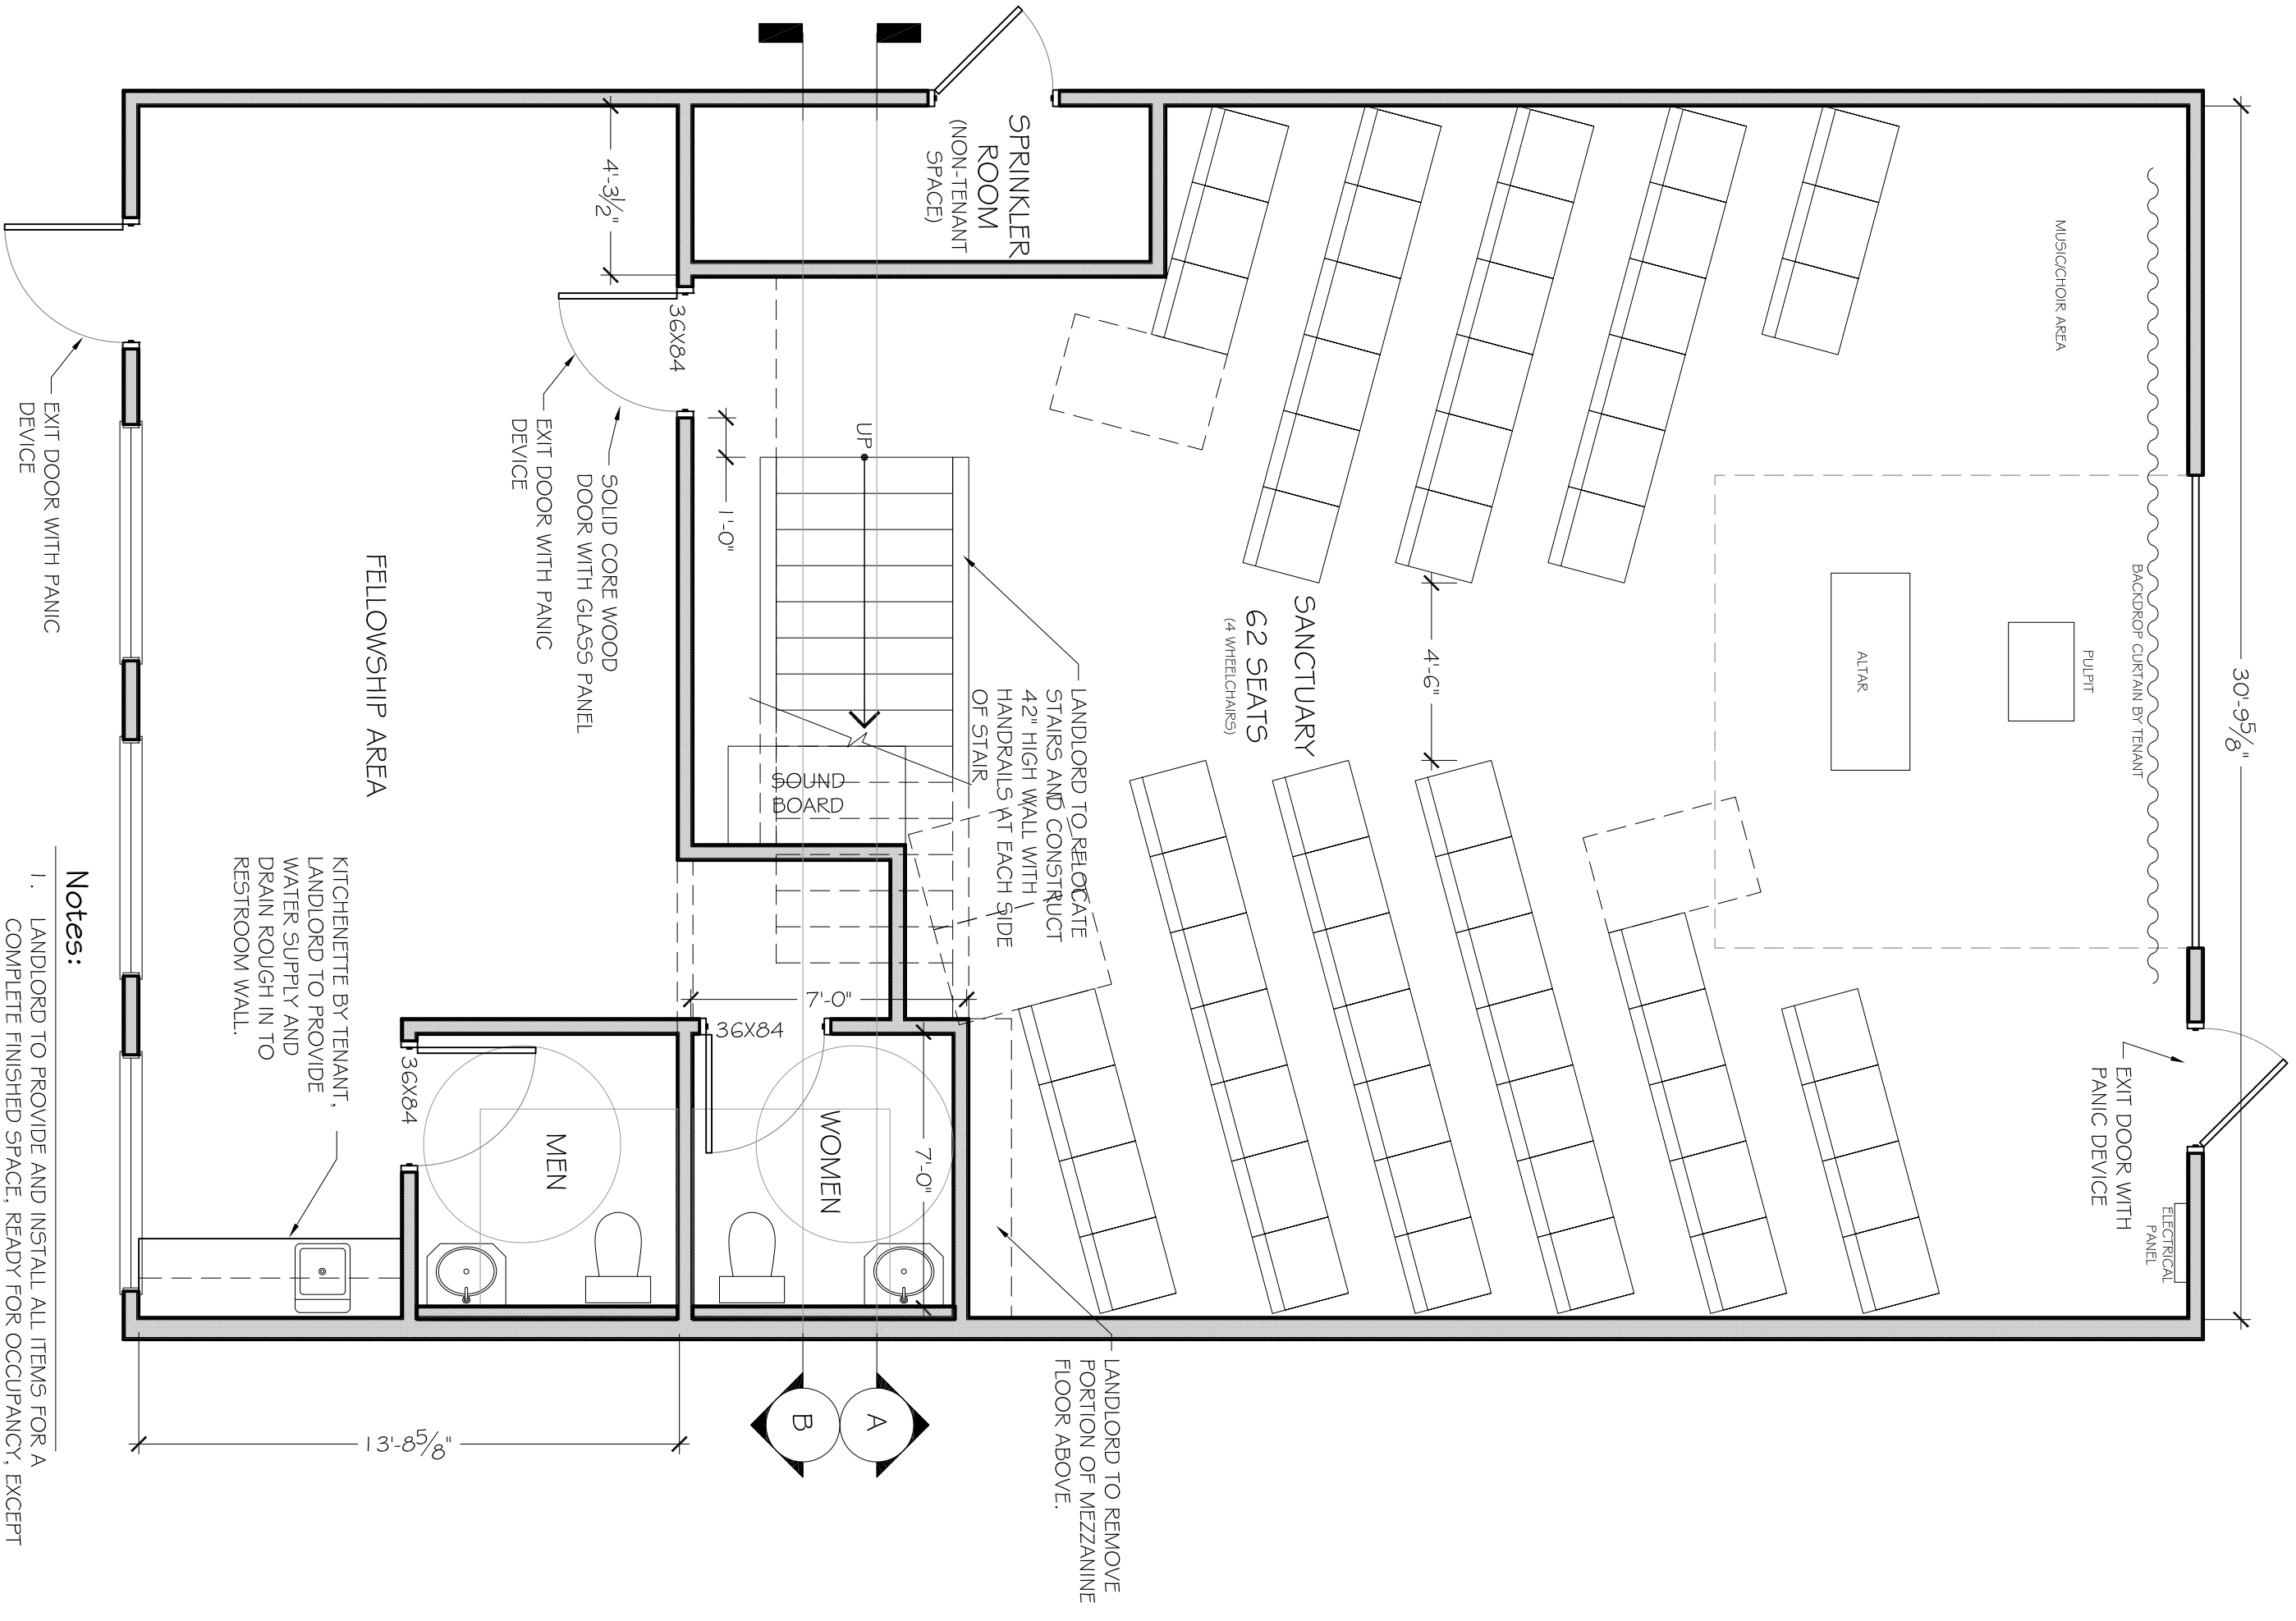 30'-9 5/8"
BACKDROP CURTAIN BY TENANT
MUSIC/CHOIR AREA
PULPIT
ALTAR
EXIT DOOR WITH
PANIC DEVICE
ELECTRICAL
PANEL
4'-6"
SANCTUARY
62 SEATS
(4 WHEELCHAIRS)
SPRINKLER
ROOM
(NON-TENANT
SPACE)
LANDLORD TO RELOCATE
STAIRS AND CONSTRUCT
42" HIGH WALL WITH
HANDRAILS AT EACH SIDE
OF STAIR
LANDLORD TO REMOVE
PORTION OF MEZZANINE
FLOOR ABOVE.
UP
SOUND
BOARD
7'-0"
36X84
WOMEN
7'-0"
A
B
1'-0"
36X84
4'-3 1/2"
SOLID CORE WOOD
DOOR WITH GLASS PANEL
EXIT DOOR WITH PANIC
DEVICE
MEN
36X84
FELLOWSHIP AREA
KITCHENETTE BY TENANT,
LANDLORD TO PROVIDE
WATER SUPPLY AND
DRAIN ROUGH IN TO
RESTROOM WALL.
13'-8 5/8"
EXIT DOOR WITH PANIC
DEVICE
Notes:
1. LANDLORD TO PROVIDE AND INSTALL ALL ITEMS FOR A
COMPLETE FINISHED SPACE, READY FOR OCCUPANCY, EXCEPT